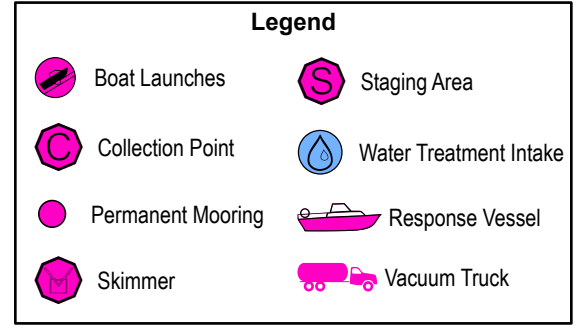 Legend
Boat Launches
S
Staging Area
C
Collection Point
Water Treatment Intake
Permanent Mooring
Response Vessel
Skimmer
Vacuum Truck